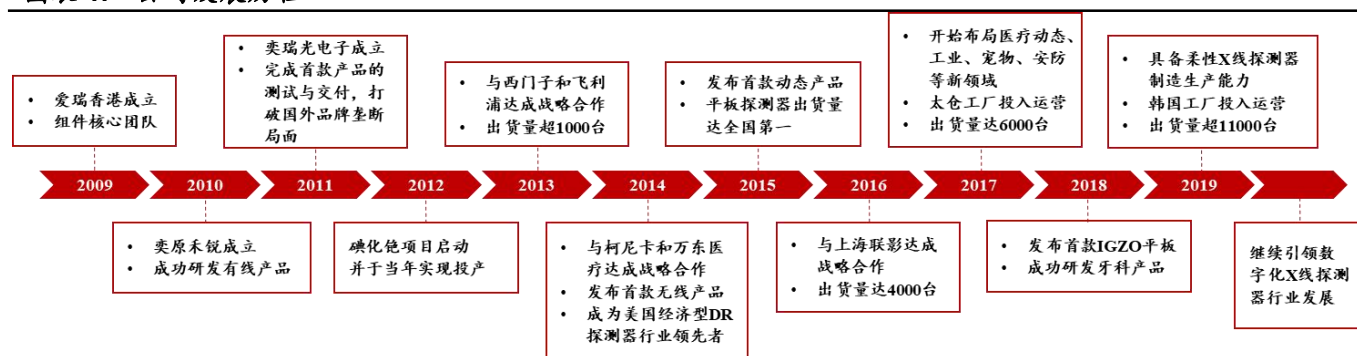 • 爱瑞香港成立
• 组件核心团队
• 奕瑞光电子成立
• 完成首款产品的
测试与交付，打
破国外品牌垄断
局面
• 与西门子和飞利
浦达成战略合作
• 出货量超1000台
• 发布首款动态产品
• 平板探测器出货量
达全国第一
• 开始布局医疗动态、
工业、宠物、安防
等新领域
• 太仓工厂投入运营
• 出货量达6000台
• 具备柔性X线探测器
制造生产能力
• 韩国工厂投入运营
• 出货量超11000台
2009 2010 2011 2012 2013 2014 2015 2016 2017 2018 2019
• 奕原禾锐成立
• 成功研发有线产品
碘化铯项目启动
并于当年实现投产
• 与柯尼卡和万东医
疗达成战略合作
• 发布首款无线产品
• 成为美国经济型DR
探测器行业领先者
• 与上海联影达成
战略合作
• 出货量达4000台
• 发布首款IGZO平板
• 成功研发牙科产品
继续引领数
字化X线探测
器行业发展